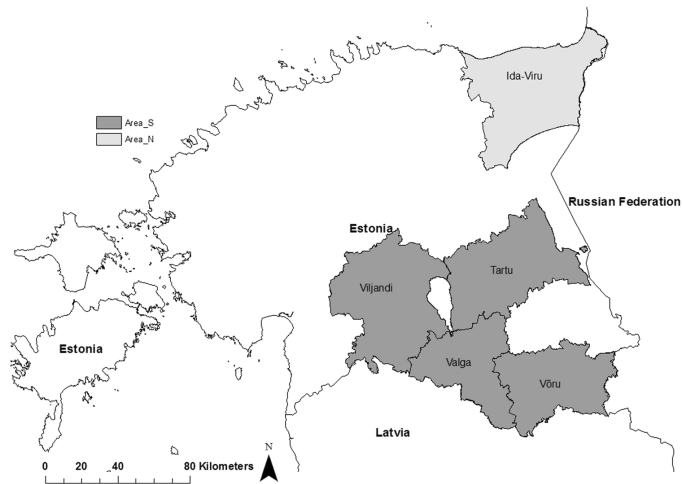 Ida-Viru
Area_S
Area_N
Russian Federation
Estonia
Tartu
Viljandi
Estonia
Valga
Võru
Latvia
N
0 20 40 80 Kilometers